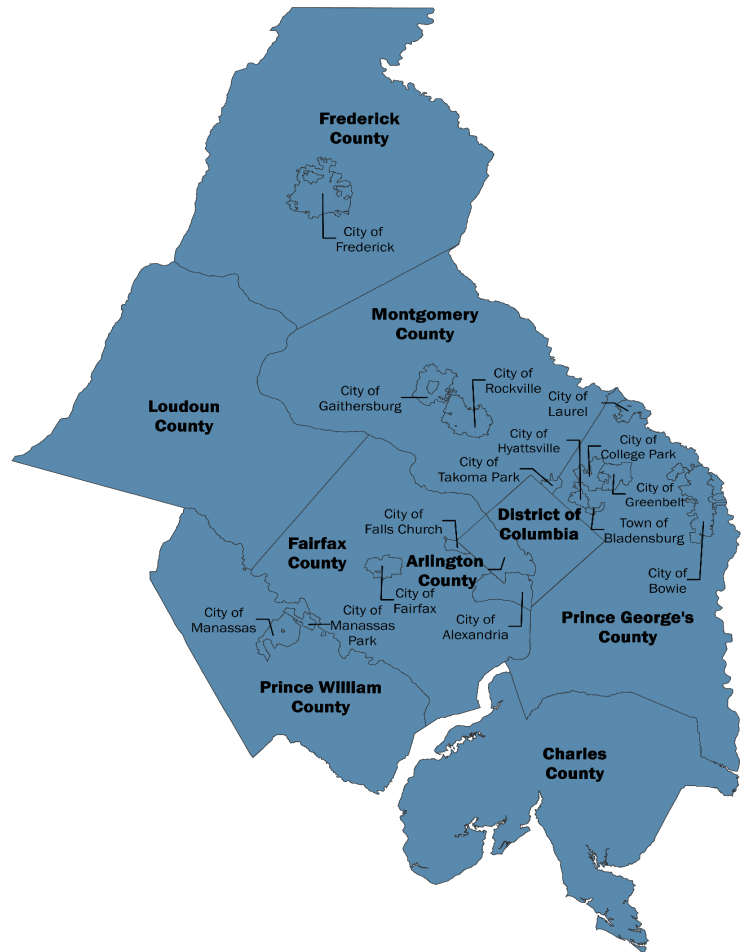 Frederick
County
City of
Frederick
Montgomery
County
City of
Rockville
City of
Gaithersburg
City of
Laurel
Loudoun
County
City of
Hyattsville
City of
College Park
City of
Takoma Park
City of
Greenbelt
City of
Falls Church
District of
Columbia
Town of
Bladensburg
Fairfax
County
Arlington
County
City of
Bowie
City of
Fairfax
City of
Manassas
City of
Manassas
Park
City of
Alexandria
Prince George's
County
Prince William
County
Charles
County